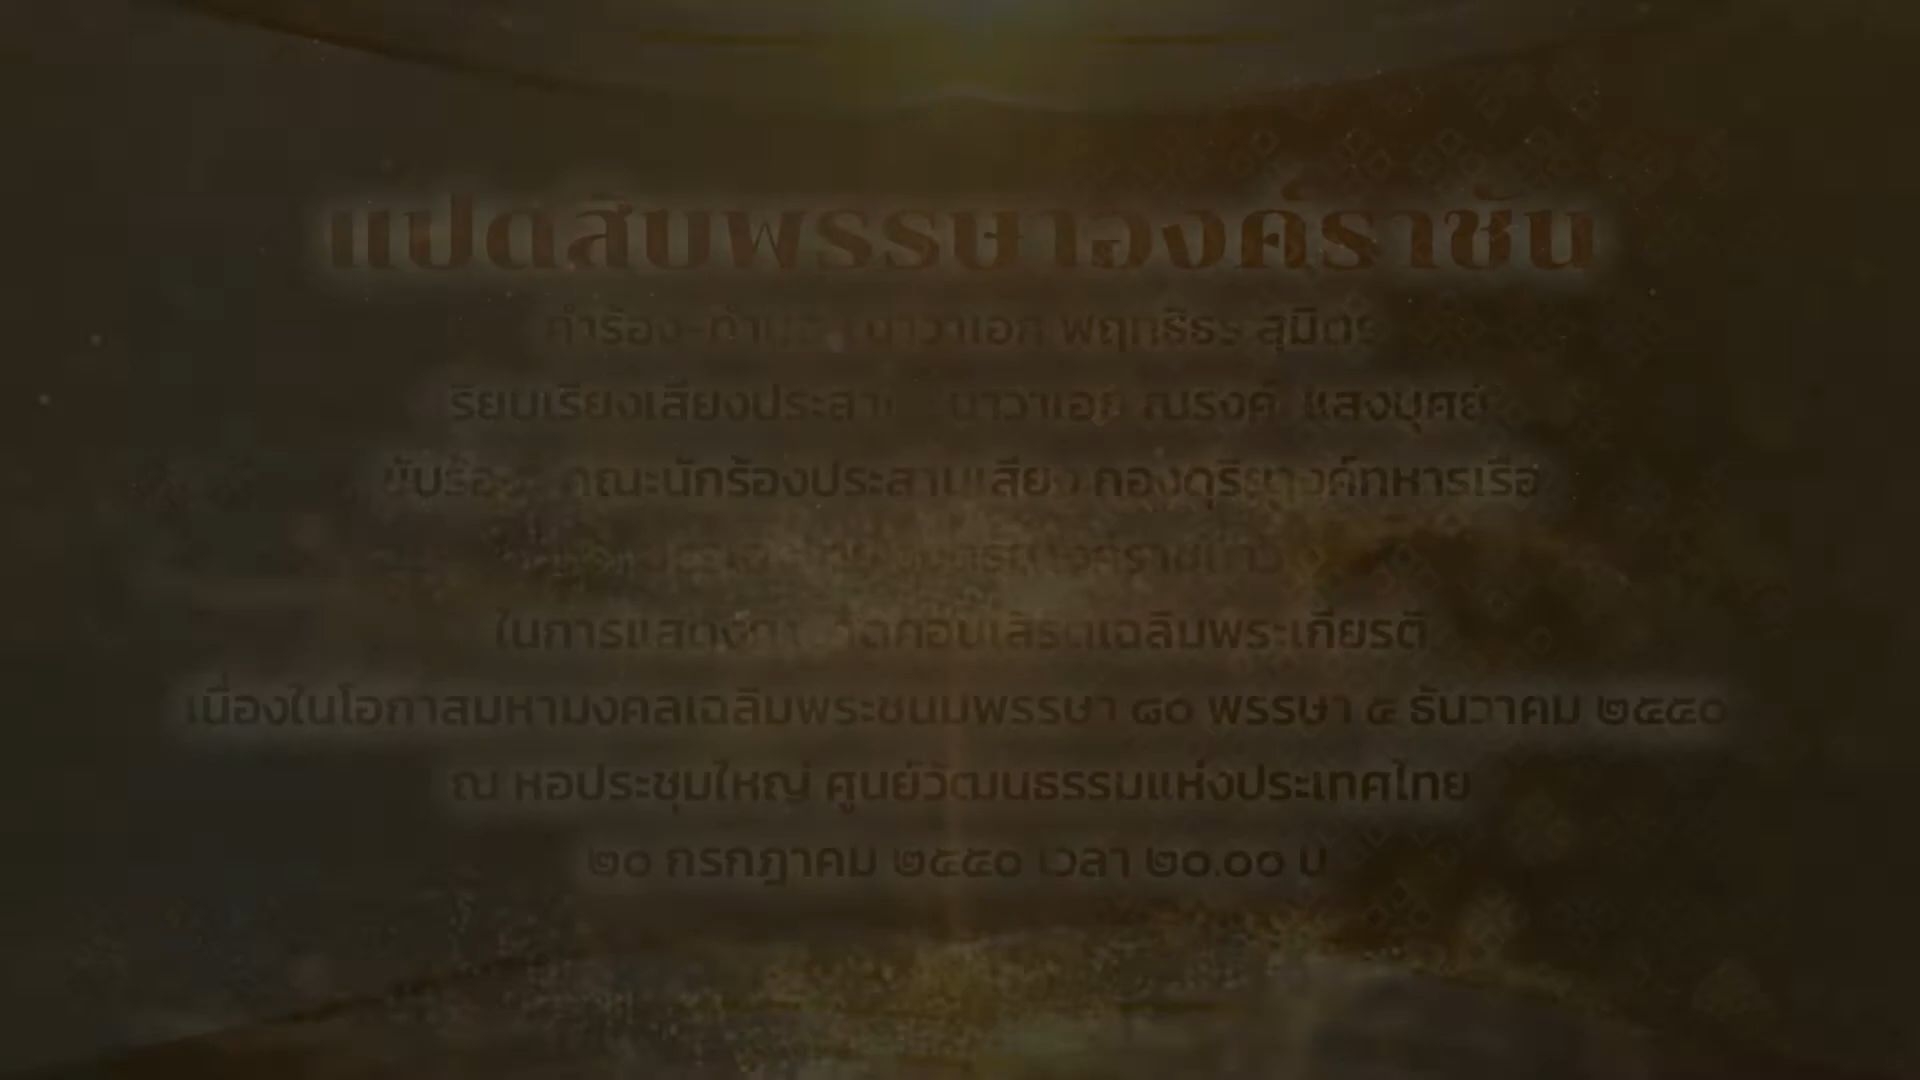 แปดสิบพรรษาองค์ราชัน
คำร้อง-ทำนอง นาวาเอก พฤทธิธร สุมิตร
เรียบเรียงเสียงประสาน นาวาเอก ณรงค์ แสงบุศย์
ขับร้อง คณะนักร้องประสานเสียง กองดุริยางค์ทหารเรือ
ในการแสดงกาชาดคอนเสิร์ตเฉลิมพระเกียรติ
เนื่องในโอกาสมหามงคลเฉลิมพระชนมพรรษา ๘๐ พรรษา ๕ ธันวาคม ๒๕๕๐
ณ หอประชุมใหญ่ ศูนย์วัฒนธรรมแห่งประเทศไทย
๒๐ กรกฎาคม ๒๕๕๐ เวลา ๒๐.๐๐ น